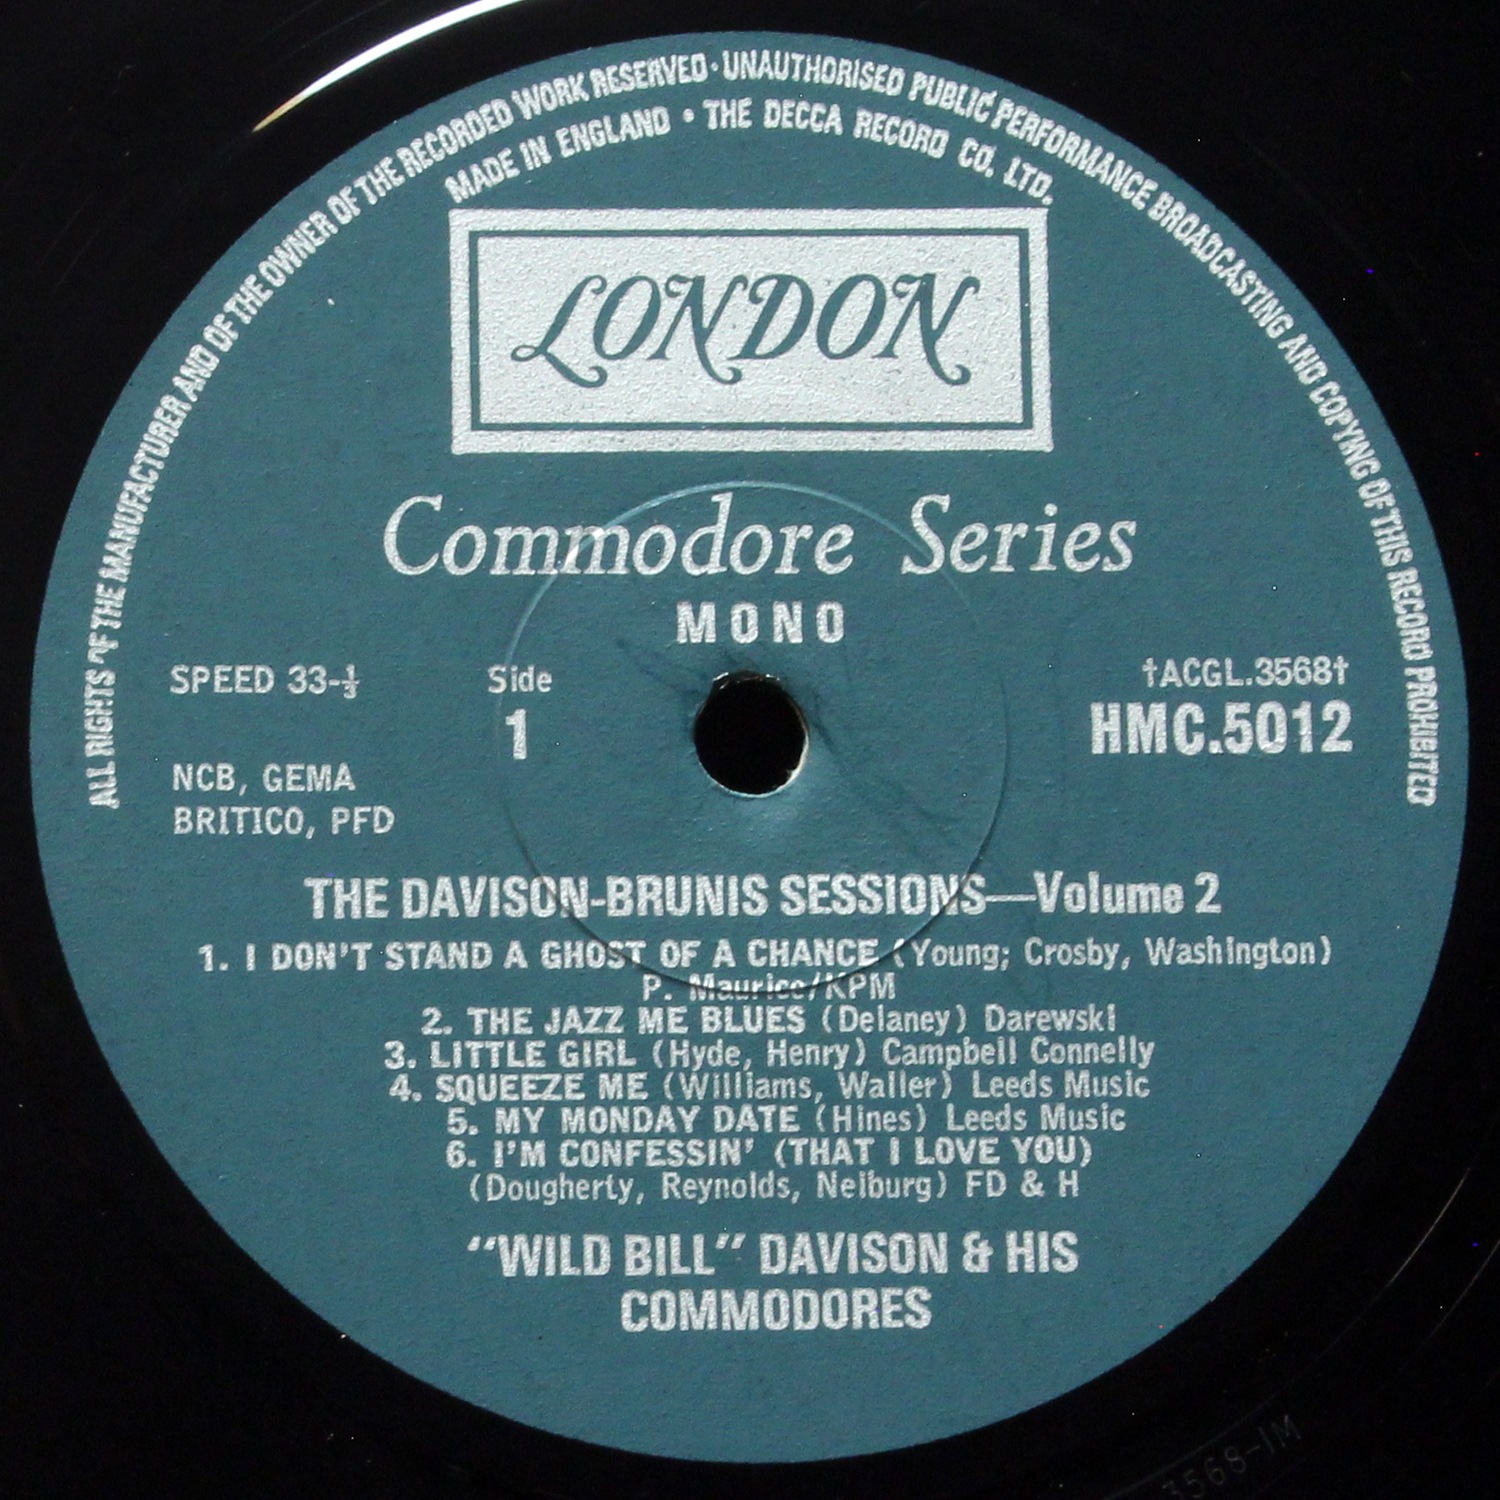 ALL RIGHTS OF THE MANUFACTURER AND OF THE OWNER OF THE RECORDED WORK RESERVED · UNAUTHORISED PUBLIC PERFORMANCE BROADCASTING AND COPYING OF THIS RECORD PROHIBITED
MADE IN ENGLAND • THE DECCA RECORD CO. LTD.
LONDON
Commodore Series
MONO
SPEED 33-⅓
Side
1
†ACGL.3568†
HMC.5012
NCB, GEMA
BRITICO, PFD
THE DAVISON-BRUNIS SESSIONS—Volume 2
1. I DON'T STAND A GHOST OF A CHANCE (Young; Crosby, Washington)
P. Maurice/KPM
2. THE JAZZ ME BLUES (Delaney) Darewski
3. LITTLE GIRL (Hyde, Henry) Campbell Connelly
4. SQUEEZE ME (Williams, Waller) Leeds Music
5. MY MONDAY DATE (Hines) Leeds Music
6. I'M CONFESSIN' (THAT I LOVE YOU)
(Dougherty, Reynolds, Neiburg) FD & H
"WILD BILL" DAVISON & HIS
COMMODORES
3568-1M